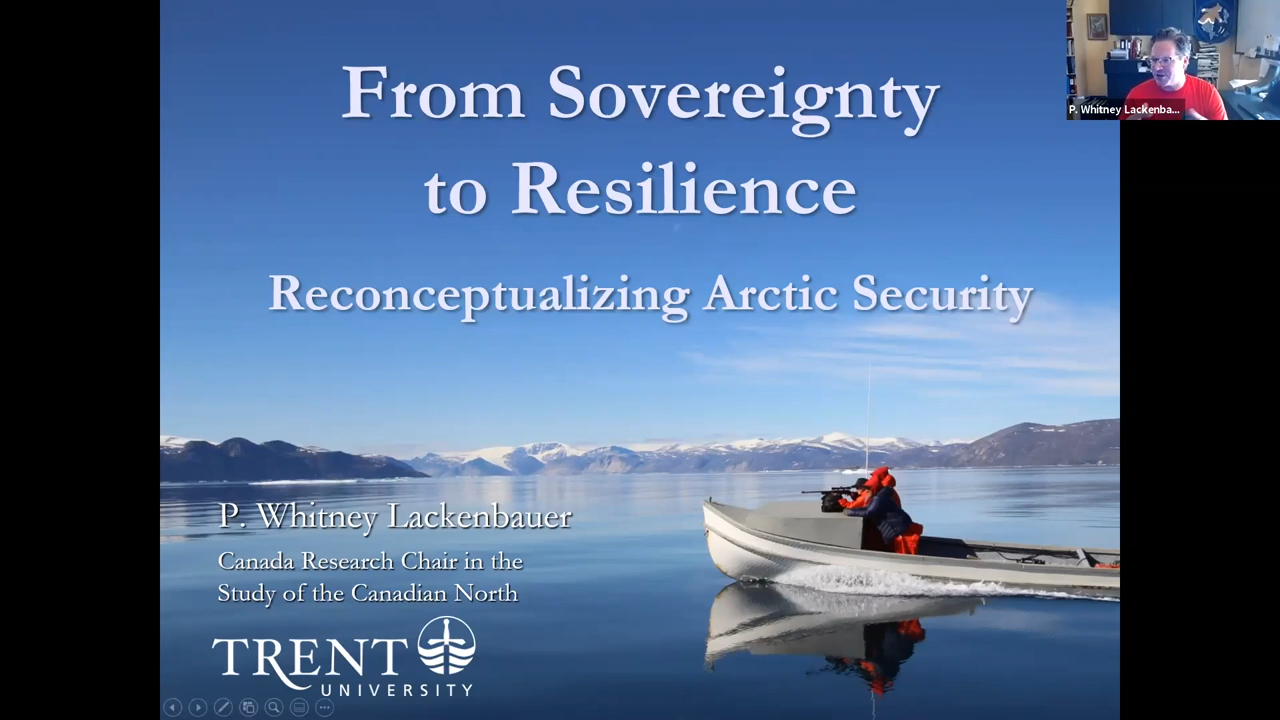 From Sovereignty
to Resilience
Reconceptualizing Arctic Security
P. Whitney Lackenbauer
Canada Research Chair in the
Study of the Canadian North
TRENT
UNIVERSITY
P. Whitney Lackenba...